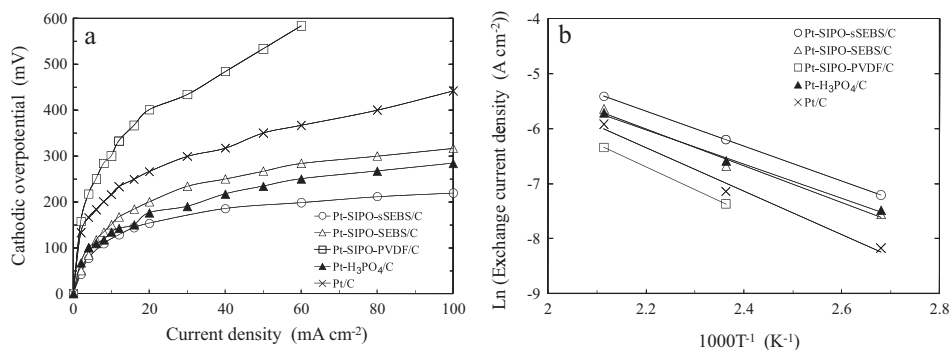 a
Cathodic overpotential (mV)
600
500
400
300
200
100
0
0
20
40
60
80
100
Current density (mA cm⁻²)
Pt-SIPO-sSEBS/C
Pt-SIPO-SEBS/C
Pt-SIPO-PVDF/C
Pt-H₃PO₄/C
Pt/C
b
Ln (Exchange current density (A cm⁻²))
-4
-5
-6
-7
-8
-9
2
2.2
2.4
2.6
2.8
1000T⁻¹ (K⁻¹)
Pt-SIPO-sSEBS/C
Pt-SIPO-SEBS/C
Pt-SIPO-PVDF/C
Pt-H₃PO₄/C
Pt/C